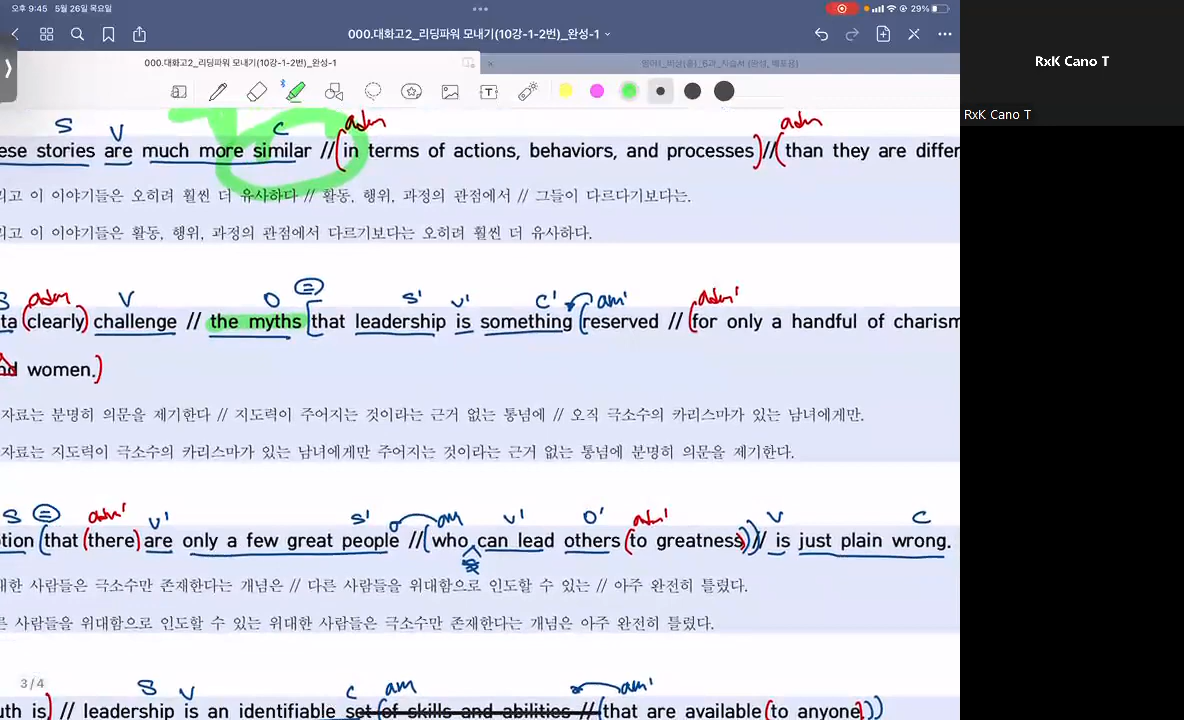 오후 9:45 5월 26일 목요일
29%
000.대화고2_리딩파워 모내기(10강-1-2번)_완성-1
000.대화고2_리딩파워 모내기(10강-1-2번)_완성-1
RxK Cano T
RxK Cano T
S V C adm adm
ese stories are much more similar // (in terms of actions, behaviors, and processes) // (than they are differ
리고 이 이야기들은 오히려 훨씬 더 유사하다 // 활동, 행위, 과정의 관점에서 // 그들이 다르다기보다는.
리고 이 이야기들은 활동, 행위, 과정의 관점에서 다르기보다는 오히려 훨씬 더 유사하다.
S adm V O = S' V' C' am' adm'
ta (clearly) challenge // the myths [that leadership is something (reserved // (for only a handful of charism
nd women.)
자료는 분명히 의문을 제기한다 // 지도력이 주어지는 것이라는 근거 없는 통념에 // 오직 극소수의 카리스마가 있는 남녀에게만.
자료는 지도력이 극소수의 카리스마가 있는 남녀에게만 주어지는 것이라는 근거 없는 통념에 분명히 의문을 제기한다.
S = adm' V' S' am V' O' adm' V C
otion (that (there) are only a few great people // (who can lead others (to greatness)) // is just plain wrong.
대한 사람들은 극소수만 존재한다는 개념은 // 다른 사람들을 위대함으로 인도할 수 있는 // 아주 완전히 틀렸다.
른 사람들을 위대함으로 인도할 수 있는 위대한 사람들은 극소수만 존재한다는 개념은 아주 완전히 틀렸다.
3/4
S V C am am'
uth is) // leadership is an identifiable set (of skills and abilities // (that are available (to anyone))